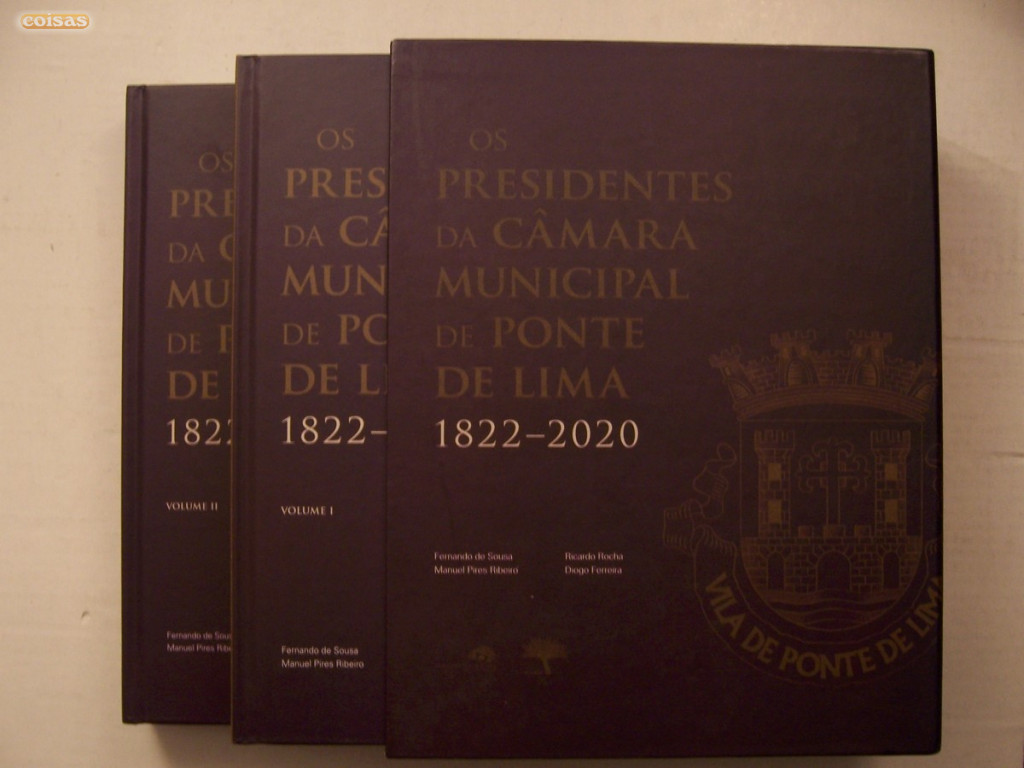 coisas
OS
PRE
DA C
MU
DE P
DE
1822
VOLUME II
Fernando de Sous
Manuel Pires Ribe
OS
PRES
DA CÂ
MUN
DE PO
DE LI
1822–
VOLUME I
Fernando de Sousa
Manuel Pires Ribeiro
OS
PRESIDENTES
DA CÂMARA
MUNICIPAL
DE PONTE
DE LIMA
1822–2020
Fernando de Sousa
Manuel Pires Ribeiro
Ricardo Rocha
Diogo Ferreira
VILA DE PONTE DE LIMA